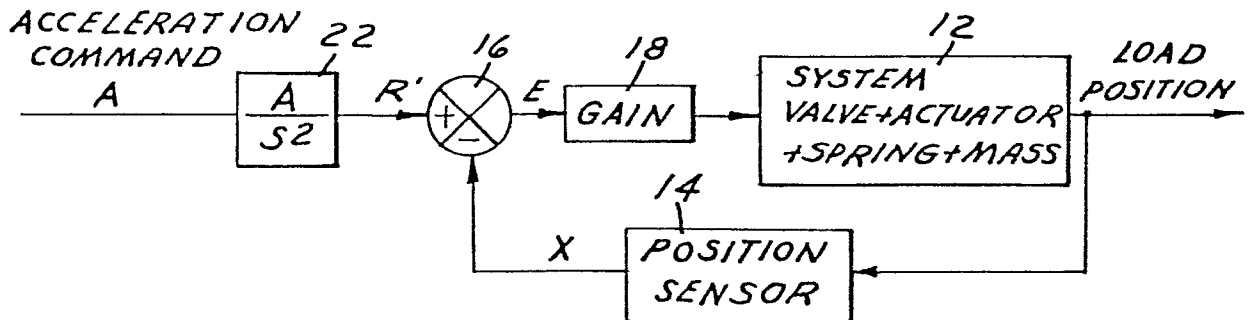 ACCELERATION
COMMAND
A
22
A
S2
R'
16
+
-
E
18
GAIN
12
SYSTEM
VALVE+ACTUATOR
+SPRING+MASS
LOAD
POSITION
14
POSITION
SENSOR
X